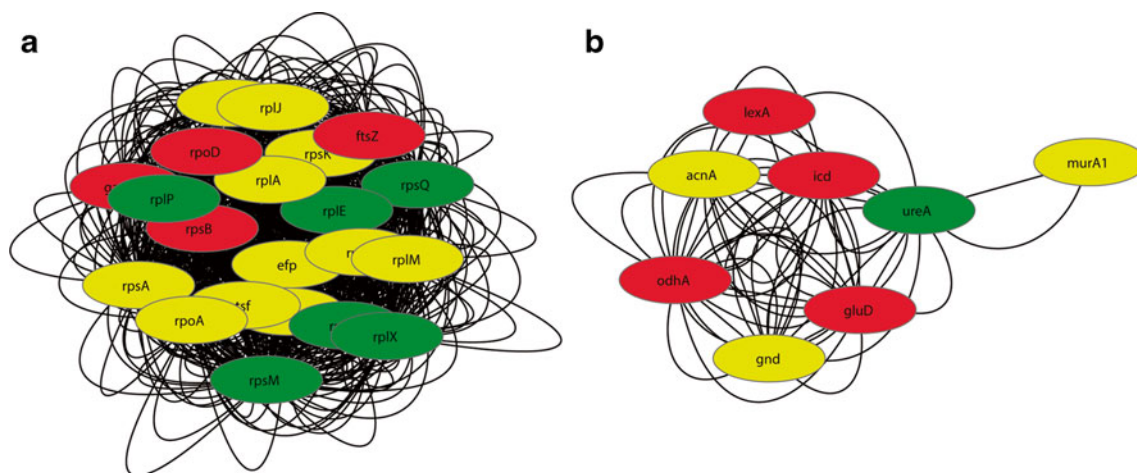 a
b
rplJ
ftsZ
rpoD
rpsK
rplA
rplP
rpsQ
rplE
rpsB
efp
rplM
rpsA
tsf
rpoA
rplX
rpsM
lexA
acnA
icd
murA1
ureA
odhA
gluD
gnd